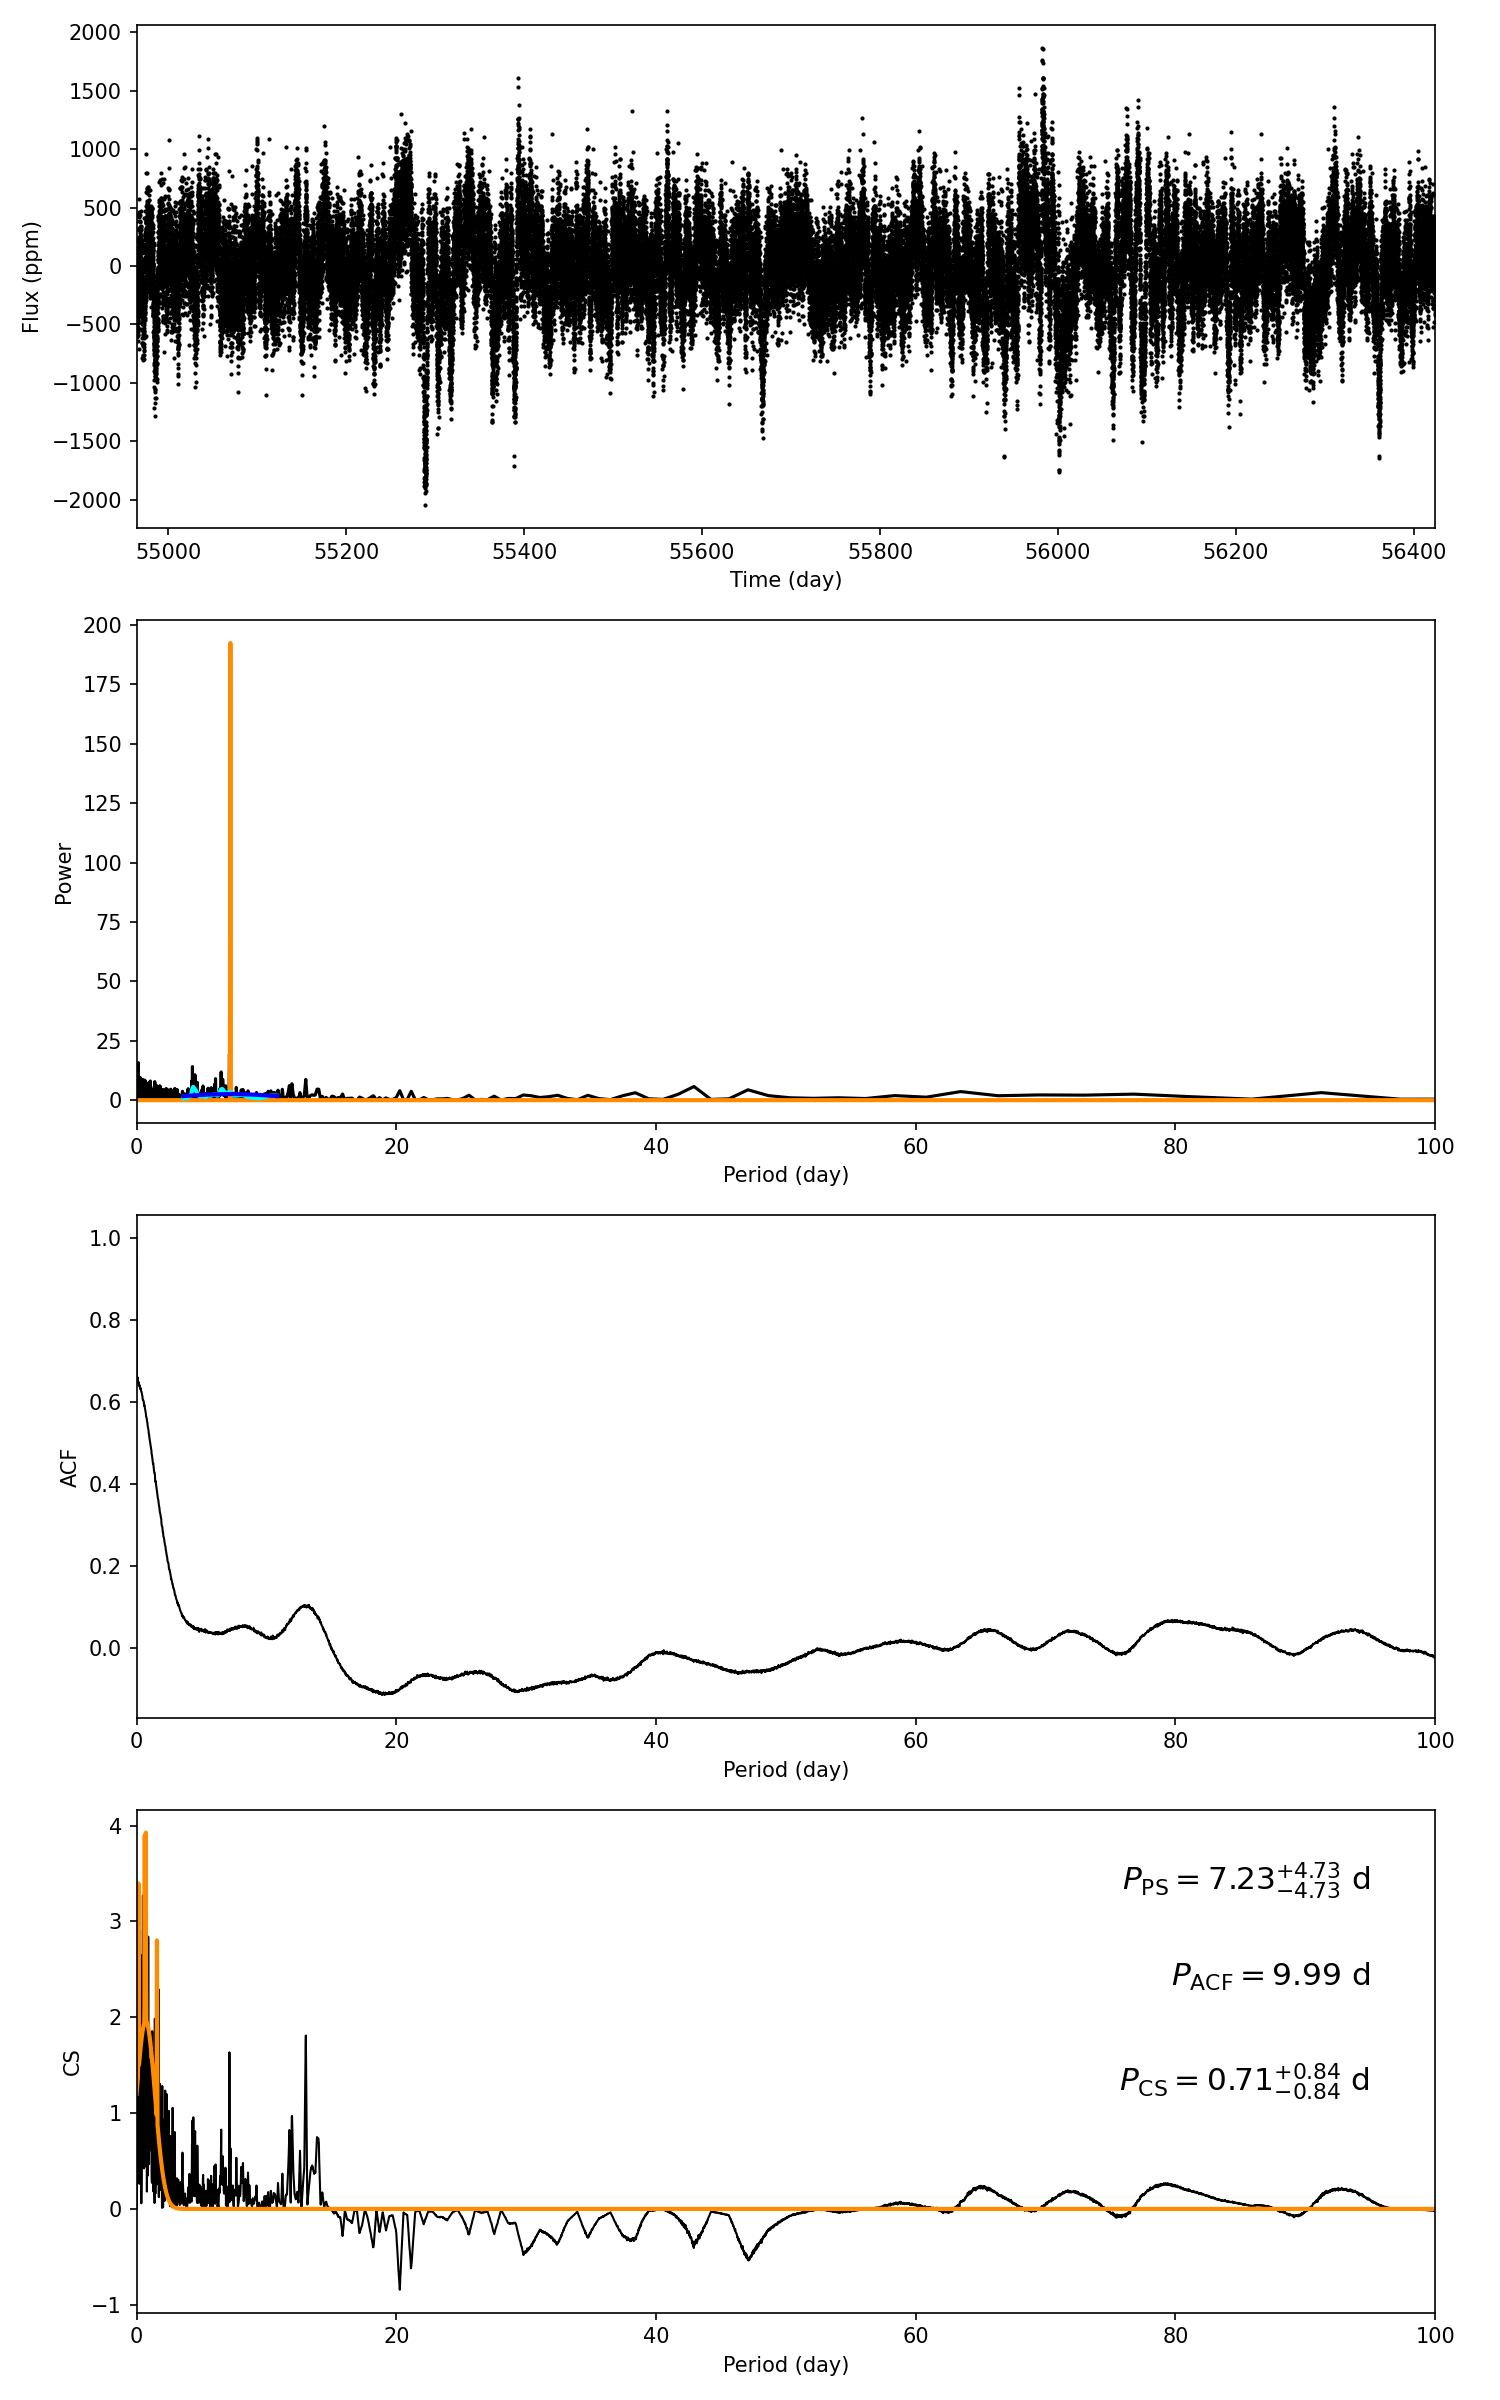 2000
1500
1000
500
0
−500
−1000
−1500
−2000
Flux (ppm)
55000 55200 55400 55600 55800 56000 56200 56400
Time (day)
200
175
150
125
100
75
50
25
0
Power
0 20 40 60 80 100
Period (day)
1.0
0.8
0.6
0.4
0.2
0.0
ACF
0 20 40 60 80 100
Period (day)
4
3
2
1
0
−1
CS
P_PS = 7.23^{+4.73}_{−4.73} d
P_ACF = 9.99 d
P_CS = 0.71^{+0.84}_{−0.84} d
0 20 40 60 80 100
Period (day)